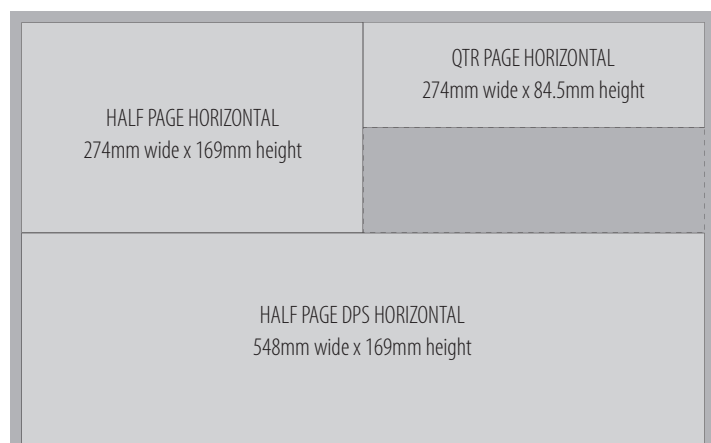 HALF PAGE HORIZONTAL
274mm wide x 169mm height
QTR PAGE HORIZONTAL
274mm wide x 84.5mm height
HALF PAGE DPS HORIZONTAL
548mm wide x 169mm height